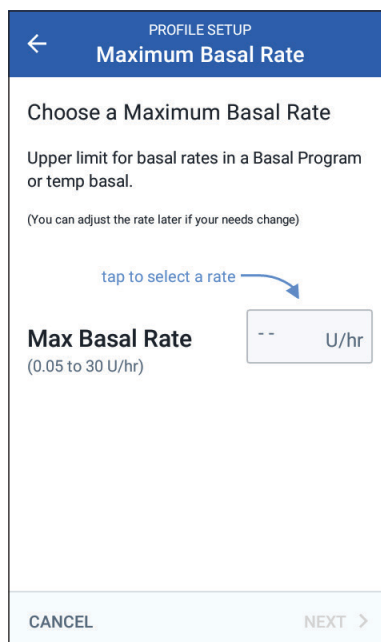 PROFILE SETUP
Maximum Basal Rate
Choose a Maximum Basal Rate
Upper limit for basal rates in a Basal Program
or temp basal.
(You can adjust the rate later if your needs change)
tap to select a rate
Max Basal Rate
-- U/hr
(0.05 to 30 U/hr)
CANCEL
NEXT >